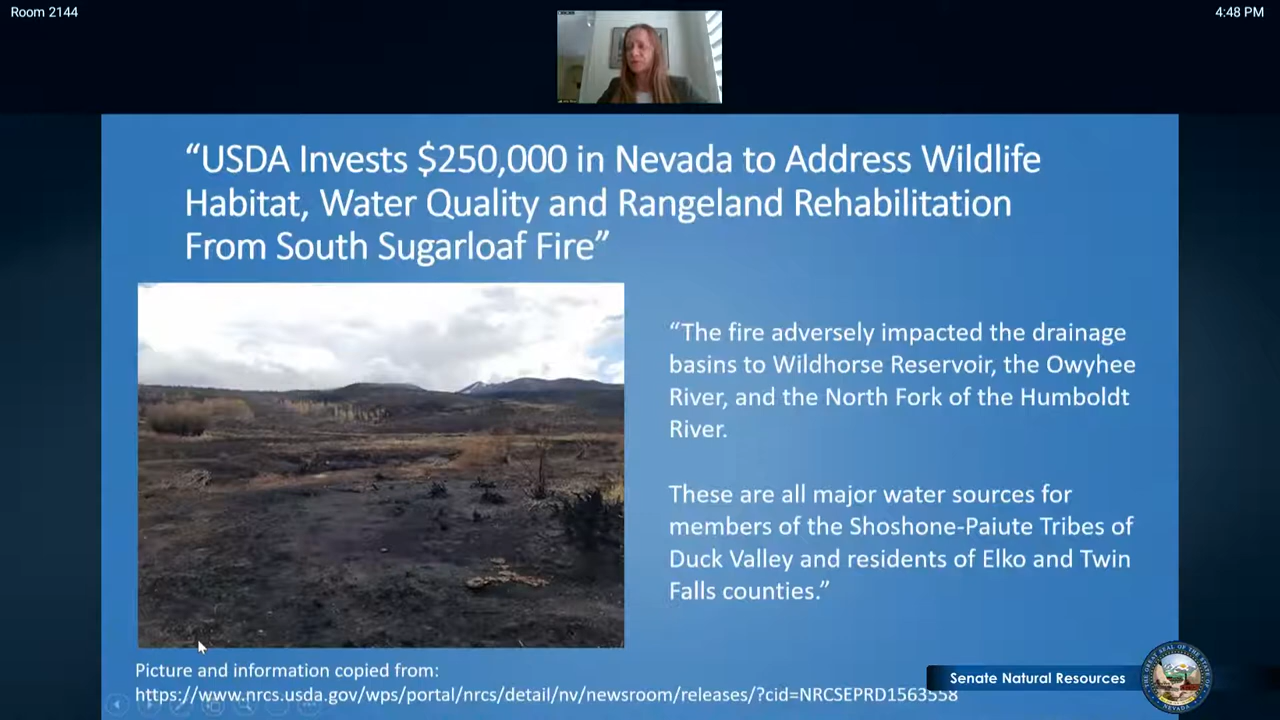 Room 2144
4:48 PM
“USDA Invests $250,000 in Nevada to Address Wildlife
Habitat, Water Quality and Rangeland Rehabilitation
From South Sugarloaf Fire”
“The fire adversely impacted the drainage
basins to Wildhorse Reservoir, the Owyhee
River, and the North Fork of the Humboldt
River.
These are all major water sources for
members of the Shoshone-Paiute Tribes of
Duck Valley and residents of Elko and Twin
Falls counties.”
Picture and information copied from:
https://www.nrcs.usda.gov/wps/portal/nrcs/detail/nv/newsroom/releases/?cid=NRCSEPRD1563558
Senate Natural Resources